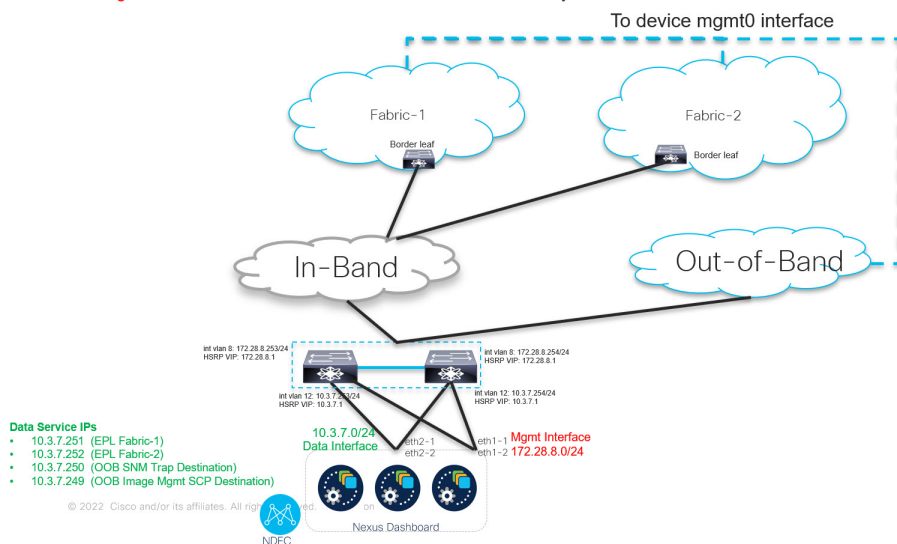 To device mgmt0 interface
Fabric-1
Fabric-2
Border leaf
Border leaf
In-Band
Out-of-Band
int vlan 8: 172.28.8.253/24
HSRP VIP: 172.28.8.1
int vlan 8: 172.28.8.254/24
HSRP VIP: 172.28.8.1
int vlan 12: 10.3.7.253/24
HSRP VIP: 10.3.7.1
int vlan 12: 10.3.7.254/24
HSRP VIP: 10.3.7.1
Data Service IPs
• 10.3.7.251 (EPL Fabric-1)
• 10.3.7.252 (EPL Fabric-2)
• 10.3.7.250 (OOB SNM Trap Destination)
• 10.3.7.249 (OOB Image Mgmt SCP Destination)
10.3.7.0/24
Data Interface
eth2-1
eth2-2
eth1-1
eth1-2
Mgmt Interface
172.28.8.0/24
© 2022 Cisco and/or its affiliates. All
Nexus Dashboard
NDFC